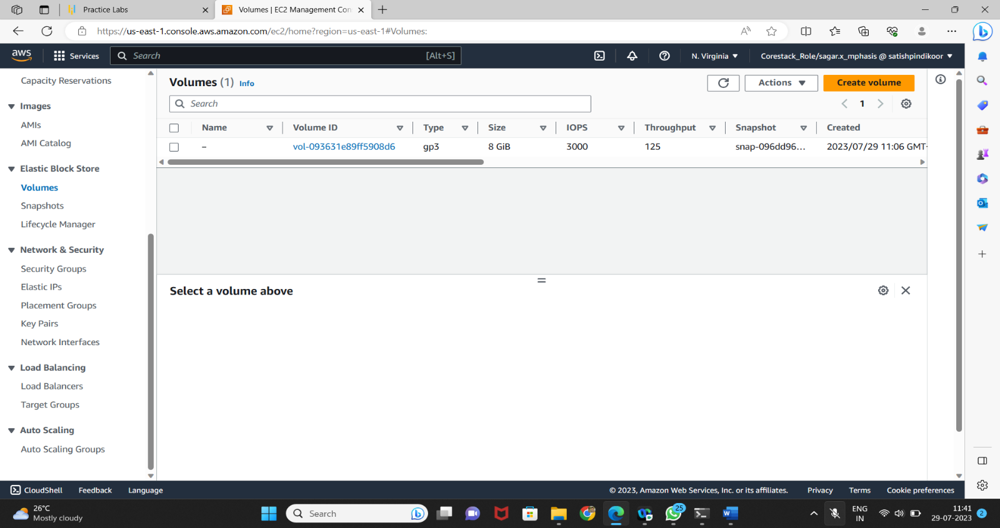 Practice Labs
Volumes | EC2 Management Con
https://us-east-1.console.aws.amazon.com/ec2/home?region=us-east-1#Volumes:
aws
Services
Search
[Alt+S]
N. Virginia
Corestack_Role/sagar.x_mphasis @ satishpindikoor
Capacity Reservations
Images
AMIs
AMI Catalog
Elastic Block Store
Volumes
Snapshots
Lifecycle Manager
Network & Security
Security Groups
Elastic IPs
Placement Groups
Key Pairs
Network Interfaces
Load Balancing
Load Balancers
Target Groups
Auto Scaling
Auto Scaling Groups
Volumes (1) Info
Actions
Create volume
Search
1
Name Volume ID Type Size IOPS Throughput Snapshot Created
– vol-093631e89ff5908d6 gp3 8 GiB 3000 125 snap-096dd96... 2023/07/29 11:06 GMT-
Select a volume above
CloudShell Feedback Language © 2023, Amazon Web Services, Inc. or its affiliates. Privacy Terms Cookie preferences
26°C
Mostly cloudy
Search
25
ENG
IN
11:41
29-07-2023
2